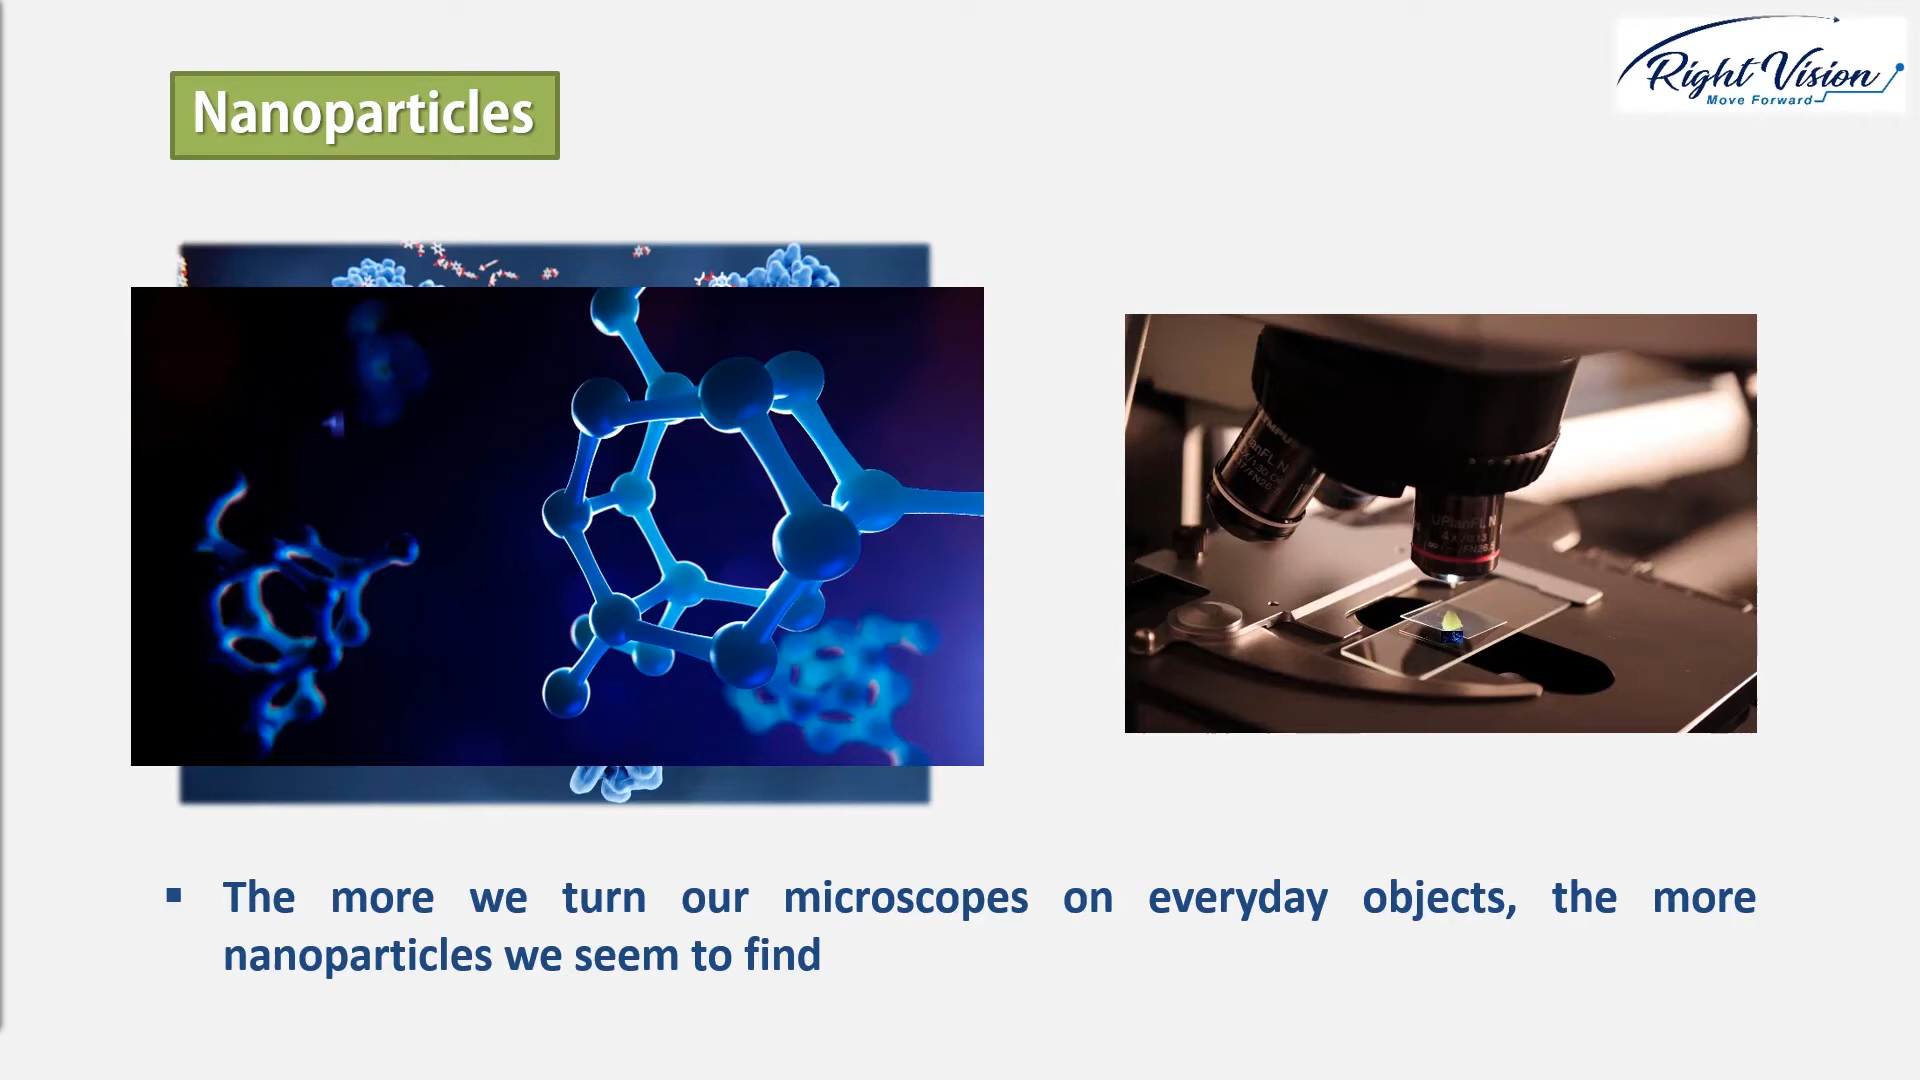 Right Vision
Move Forward
Nanoparticles
UPlanFL N
▪ The more we turn our microscopes on everyday objects, the more
nanoparticles we seem to find